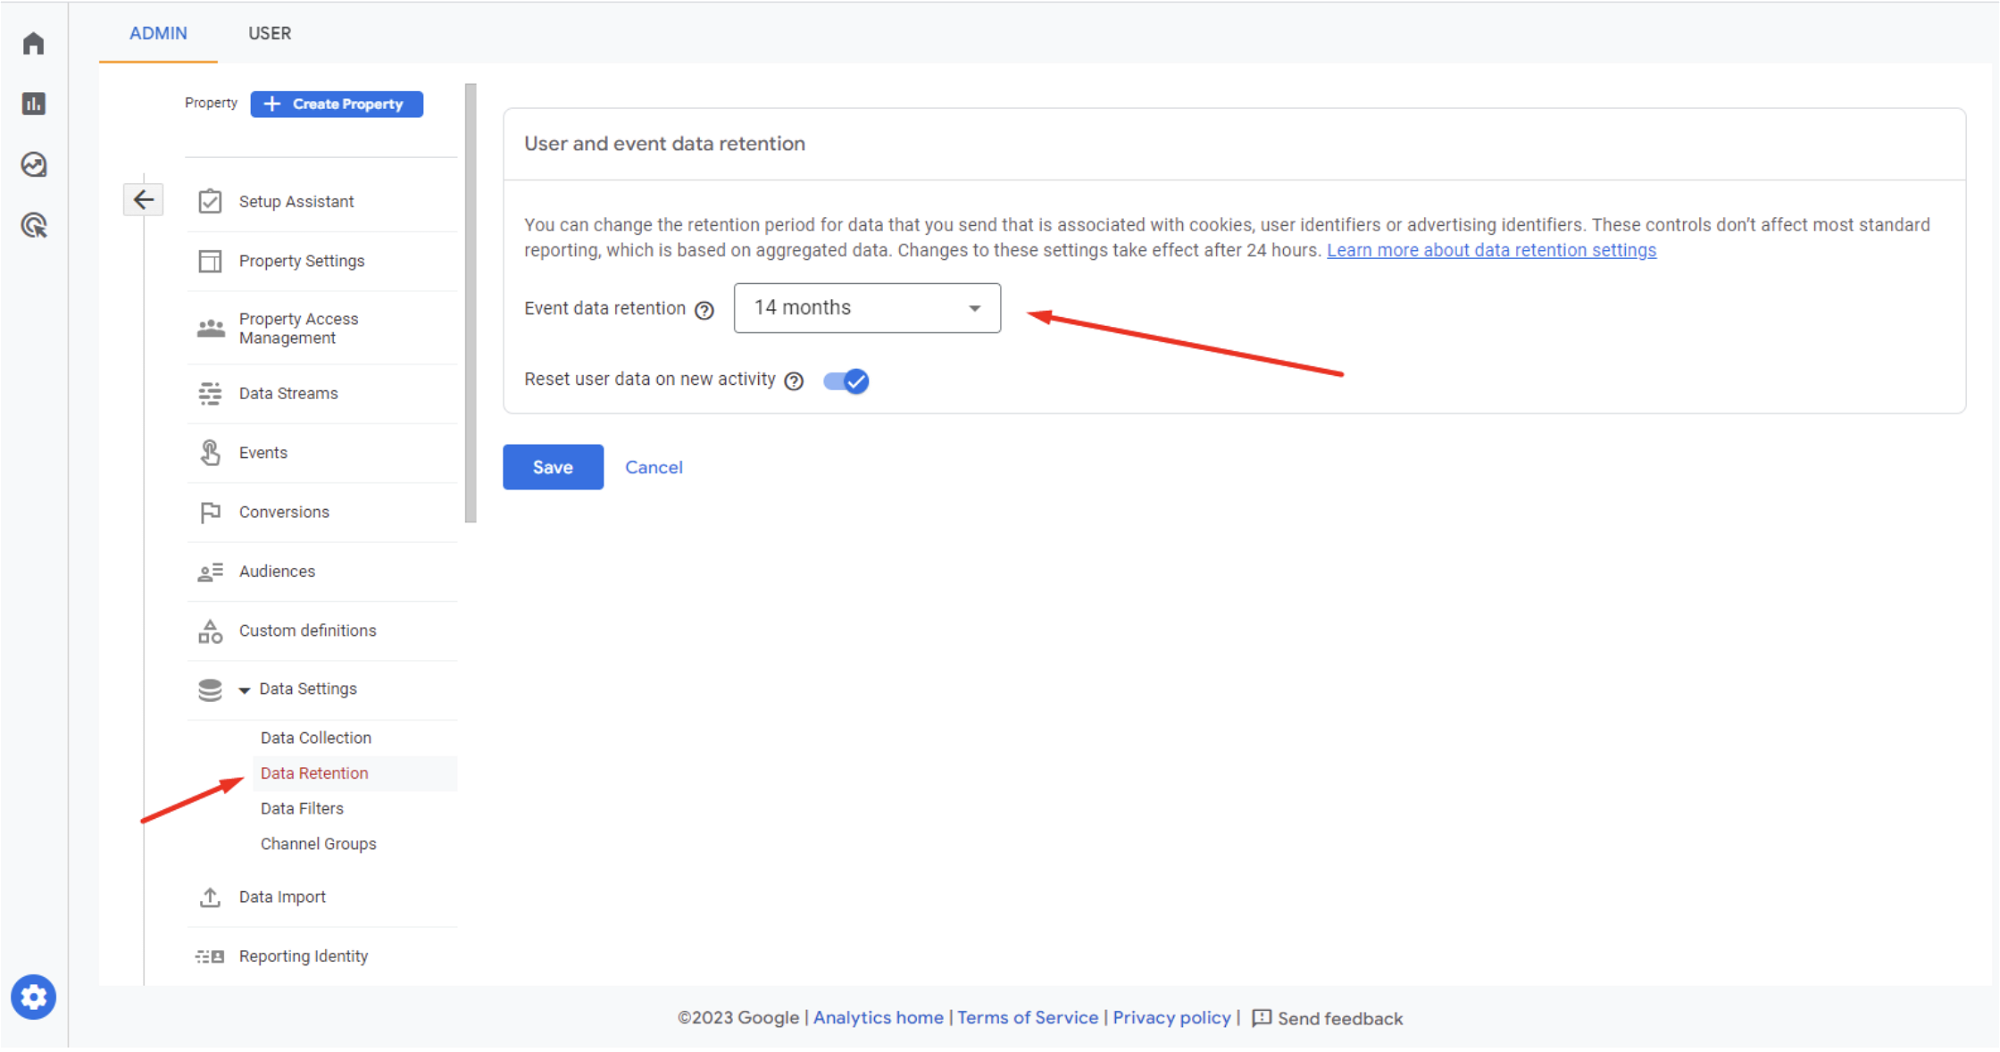 ADMIN
USER
Property
Create Property
Setup Assistant
Property Settings
Property Access
Management
Data Streams
Events
Conversions
Audiences
Custom definitions
Data Settings
Data Collection
Data Retention
Data Filters
Channel Groups
Data Import
Reporting Identity
User and event data retention
You can change the retention period for data that you send that is associated with cookies, user identifiers or advertising identifiers. These controls don’t affect most standard
reporting, which is based on aggregated data. Changes to these settings take effect after 24 hours. Learn more about data retention settings
Event data retention
14 months
Reset user data on new activity
Save
Cancel
©2023 Google | Analytics home | Terms of Service | Privacy policy | Send feedback